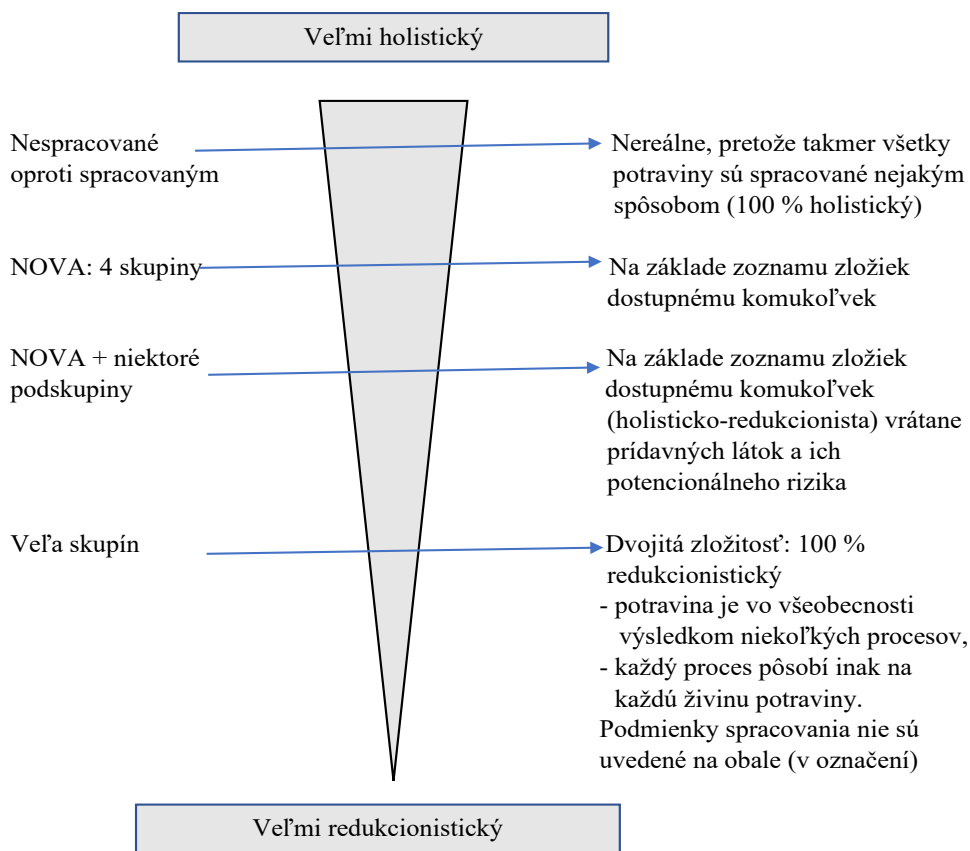 Veľmi holistický
Nespracované
oproti spracovaným
Nereálne, pretože takmer všetky
potraviny sú spracované nejakým
spôsobom (100 % holistický)
NOVA: 4 skupiny
Na základe zoznamu zložiek
dostupnému komukoľvek
NOVA + niektoré
podskupiny
Na základe zoznamu zložiek
dostupnému komukoľvek
(holisticko-redukcionista) vrátane
prídavných látok a ich
potencionálneho rizika
Veľa skupín
Dvojitá zložitosť: 100 %
redukcionistický
- potravina je vo všeobecnosti
výsledkom niekoľkých procesov,
- každý proces pôsobí inak na
každú živinu potraviny.
Podmienky spracovania nie sú
uvedené na obale (v označení)
Veľmi redukcionistický